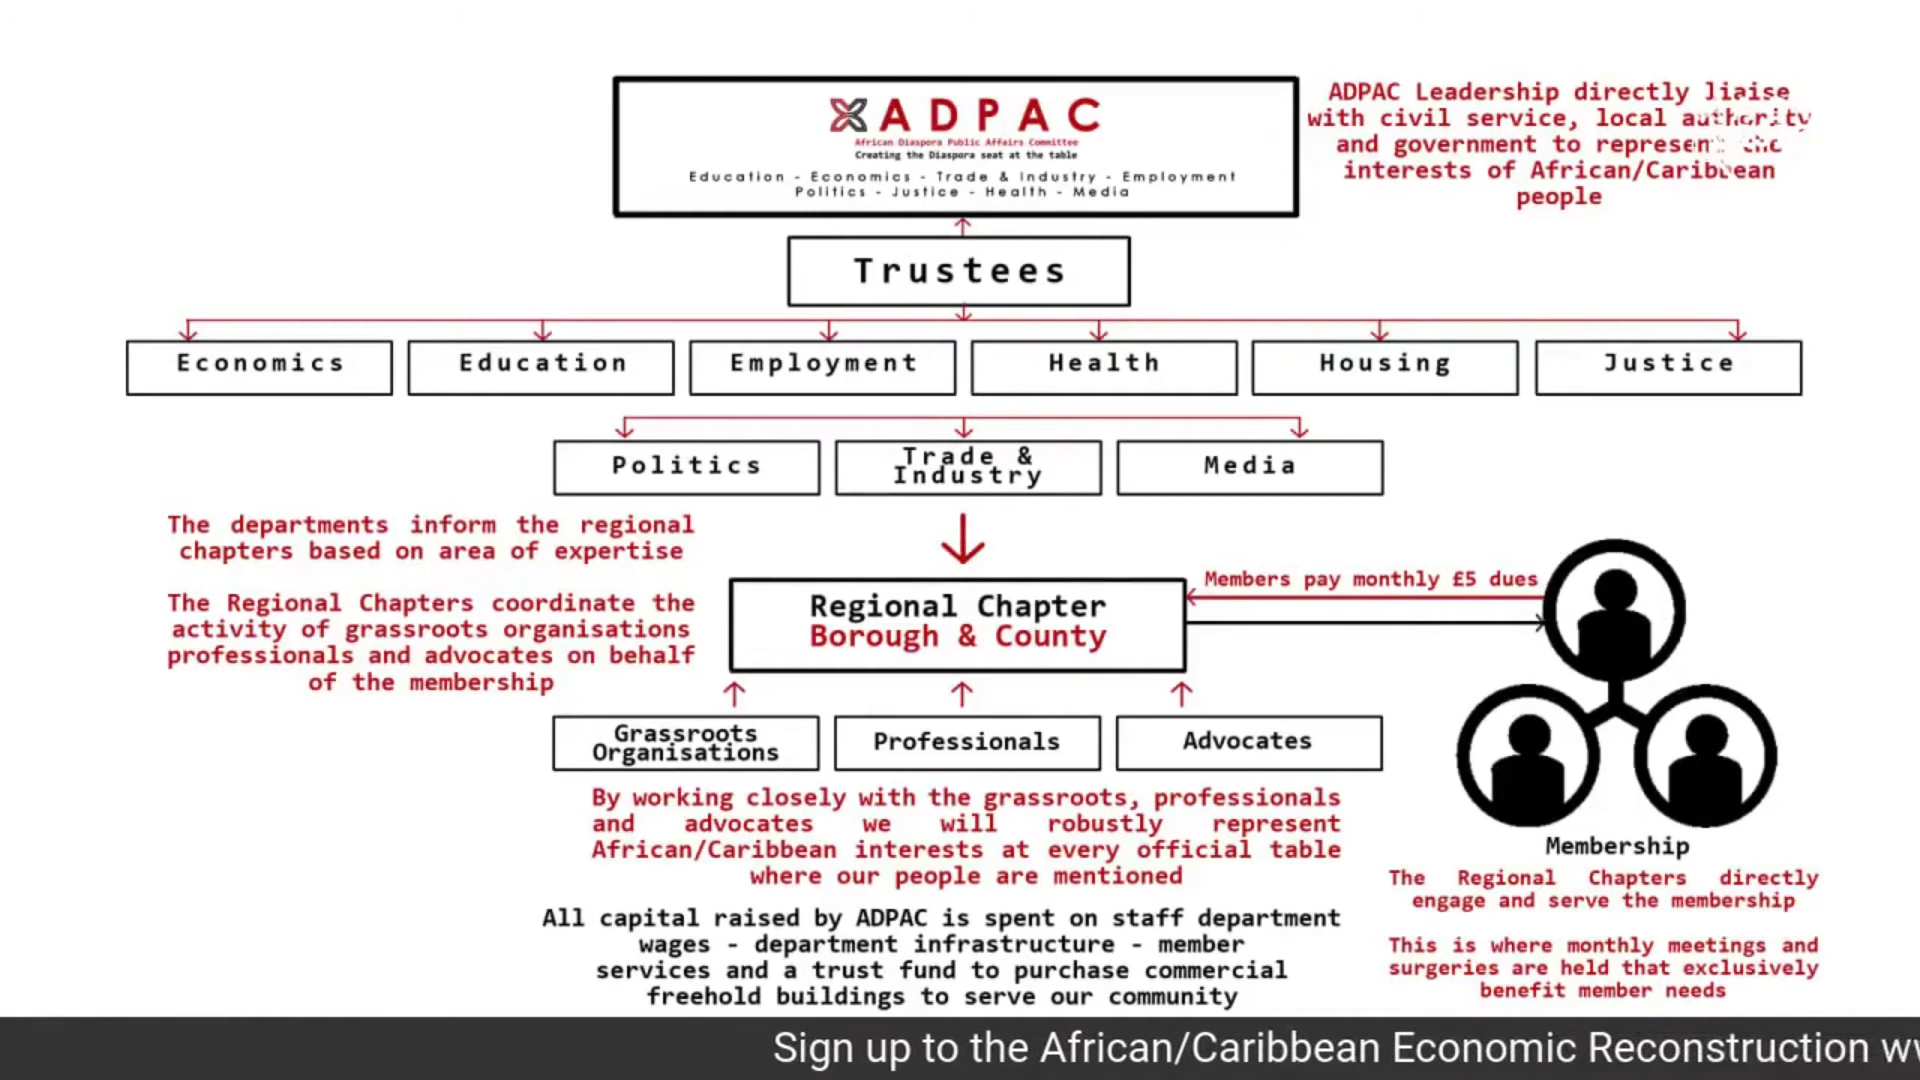 ADPAC
African Diaspora Public Affairs Committee
Creating the Diaspora seat at the table
Education - Economics - Trade & Industry - Employment
Politics - Justice - Health - Media
ADPAC Leadership directly liaise
with civil service, local authority
and government to represent the
interests of African/Caribbean
people
Trustees
Economics
Education
Employment
Health
Housing
Justice
Politics
Trade &
Industry
Media
The departments inform the regional
chapters based on area of expertise
The Regional Chapters coordinate the
activity of grassroots organisations
professionals and advocates on behalf
of the membership
Regional Chapter
Borough & County
Members pay monthly £5 dues
Grassroots
Organisations
Professionals
Advocates
By working closely with the grassroots, professionals
and advocates we will robustly represent
African/Caribbean interests at every official table
where our people are mentioned
All capital raised by ADPAC is spent on staff department
wages - department infrastructure - member
services and a trust fund to purchase commercial
freehold buildings to serve our community
Membership
The Regional Chapters directly
engage and serve the membership
This is where monthly meetings and
surgeries are held that exclusively
benefit member needs
Sign up to the African/Caribbean Economic Reconstruction